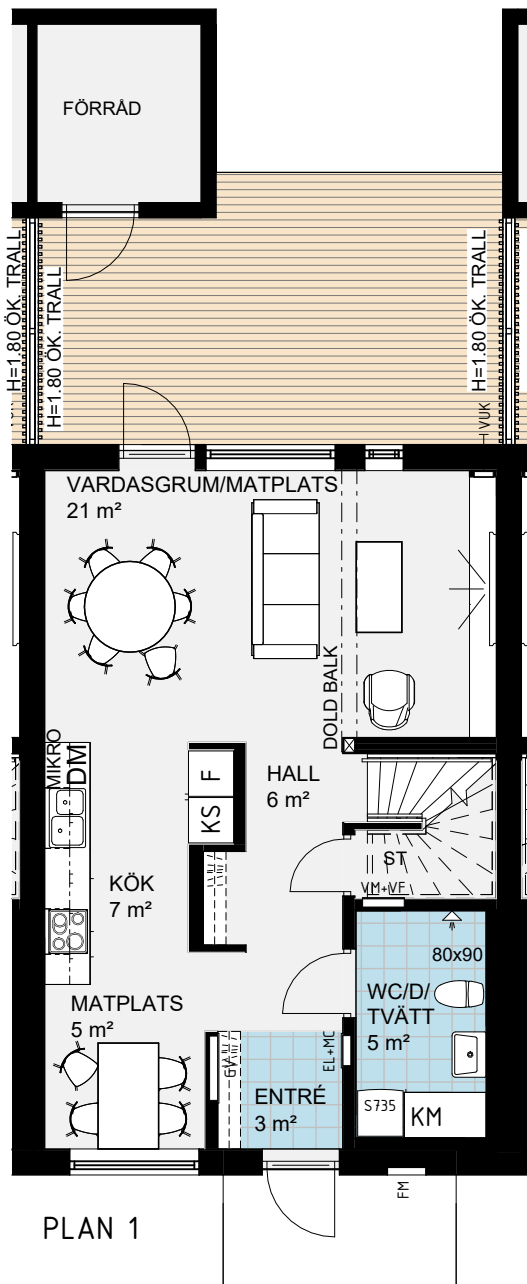 FÖRRÅD
H=1.80 ÖK. TRALL
H=1.80 ÖK. TRALL
H=1.80 ÖK. TRALL
VUK
VARDASGRUM/MATPLATS
21 m²
DOLD BALK
MIKRO
DM
F
KS
HALL
6 m²
ST
VM+VF
KÖK
7 m²
80x90
WC/D/
TVÄTT
5 m²
MATPLATS
5 m²
EL+MC
ENTRÉ
3 m²
S735
KM
FM
PLAN 1